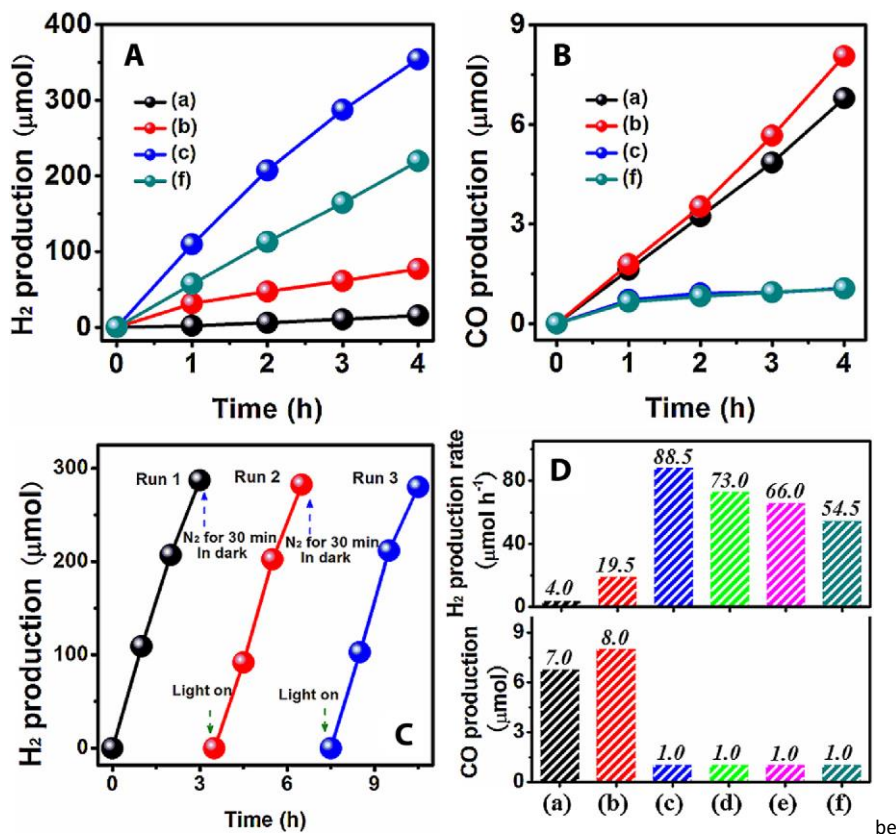 A
H₂ production (μmol)
400
300
200
100
0
(a)
(b)
(c)
(f)
0 1 2 3 4
Time (h)
B
CO production (μmol)
9
6
3
0
(a)
(b)
(c)
(f)
0 1 2 3 4
Time (h)
H₂ production (μmol)
300
200
100
0
Run 1
Run 2
Run 3
N₂ for 30 min
In dark
N₂ for 30 min
In dark
Light on
Light on
C
0 3 6 9
Time (h)
D
H₂ production rate
(μmol h⁻¹)
80
40
0
4.0 19.5 88.5 73.0 66.0 54.5
CO production
(μmol)
9
6
3
0
7.0 8.0 1.0 1.0 1.0 1.0
(a) (b) (c) (d) (e) (f)
be